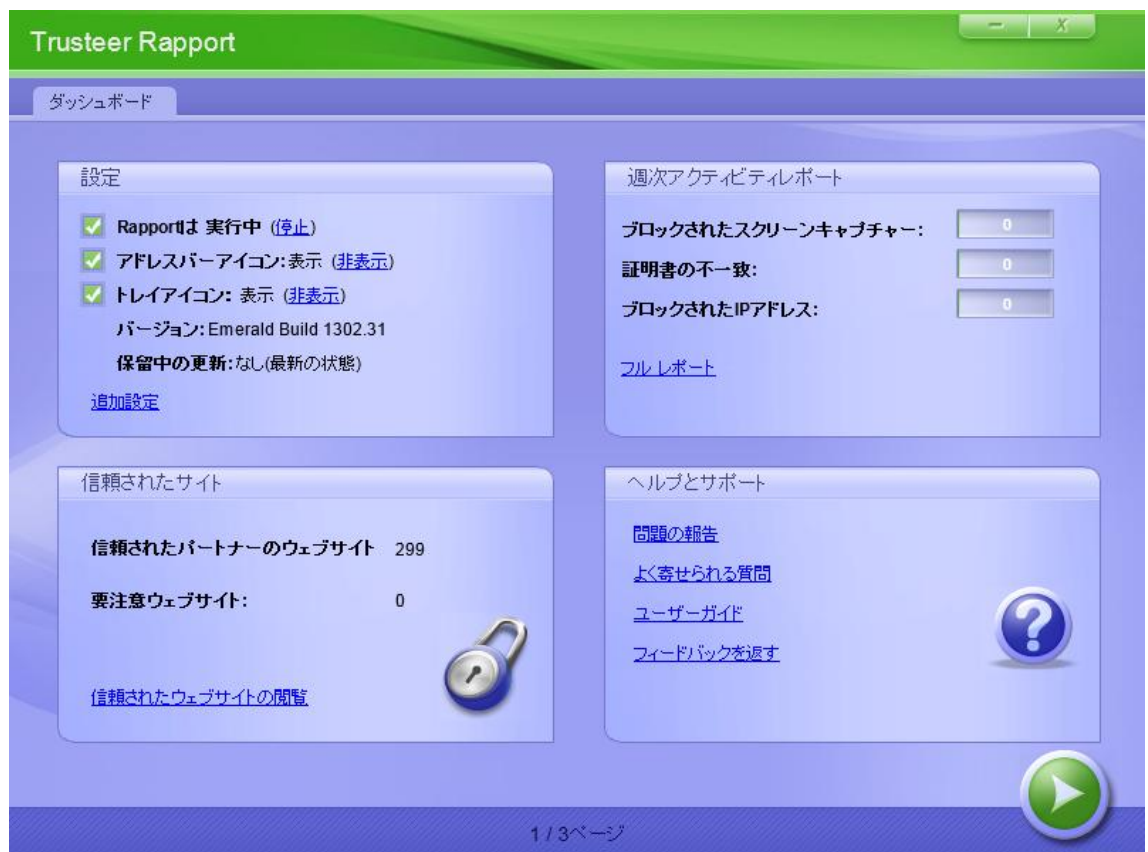 Trusteer Rapport
ダッシュボード
設定
Rapportは 実行中 (停止)
アドレスバーアイコン:表示 (非表示)
トレイアイコン: 表示 (非表示)
バージョン:Emerald Build 1302.31
保留中の更新:なし(最新の状態)
追加設定
週次アクティビティレポート
ブロックされたスクリーンキャプチャー: 0
証明書の不一致: 0
ブロックされたIPアドレス: 0
フル レポート
信頼されたサイト
信頼されたパートナーのウェブサイト 299
要注意ウェブサイト: 0
信頼されたウェブサイトの閲覧
ヘルプとサポート
問題の報告
よく寄せられる質問
ユーザーガイド
フィードバックを返す
1 / 3ページ